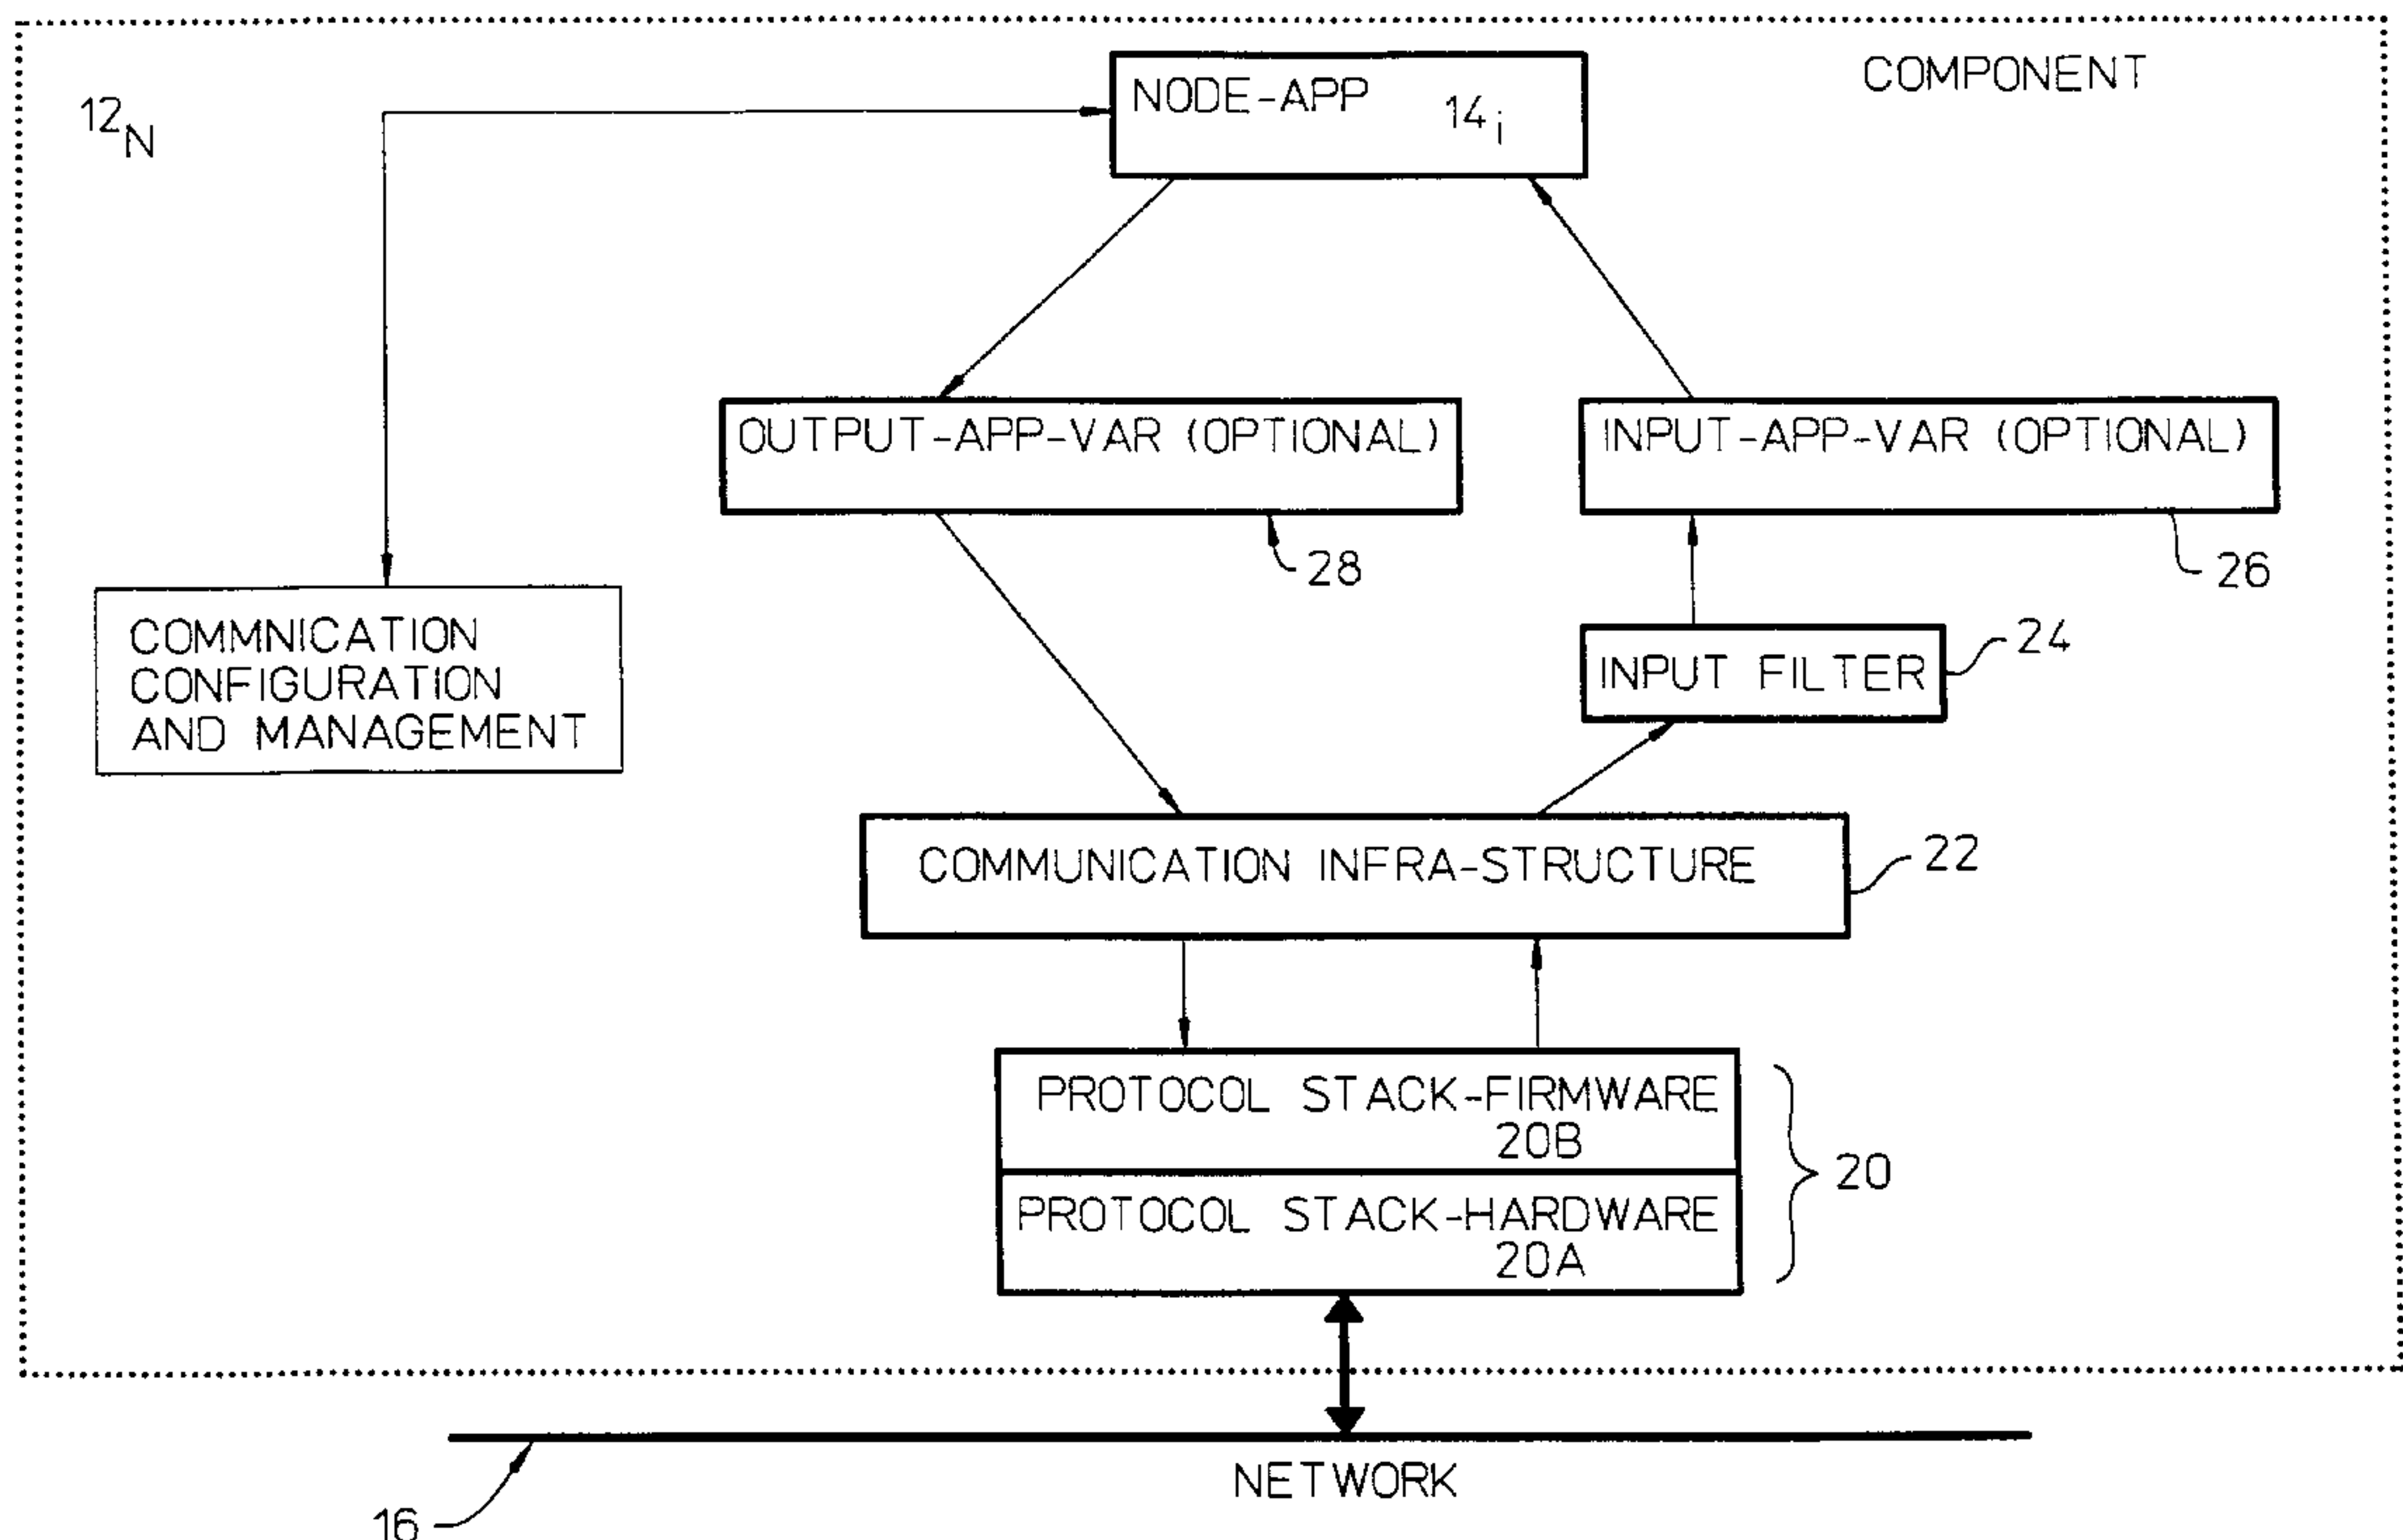 COMPONENT
12N
NODE-APP 14i
OUTPUT-APP-VAR (OPTIONAL)
INPUT-APP-VAR (OPTIONAL)
28
26
COMMNICATION
CONFIGURATION
AND MANAGEMENT
24
INPUT FILTER
COMMUNICATION INFRA-STRUCTURE
22
PROTOCOL STACK-FIRMWARE
20B
20
PROTOCOL STACK-HARDWARE
20A
NETWORK
16